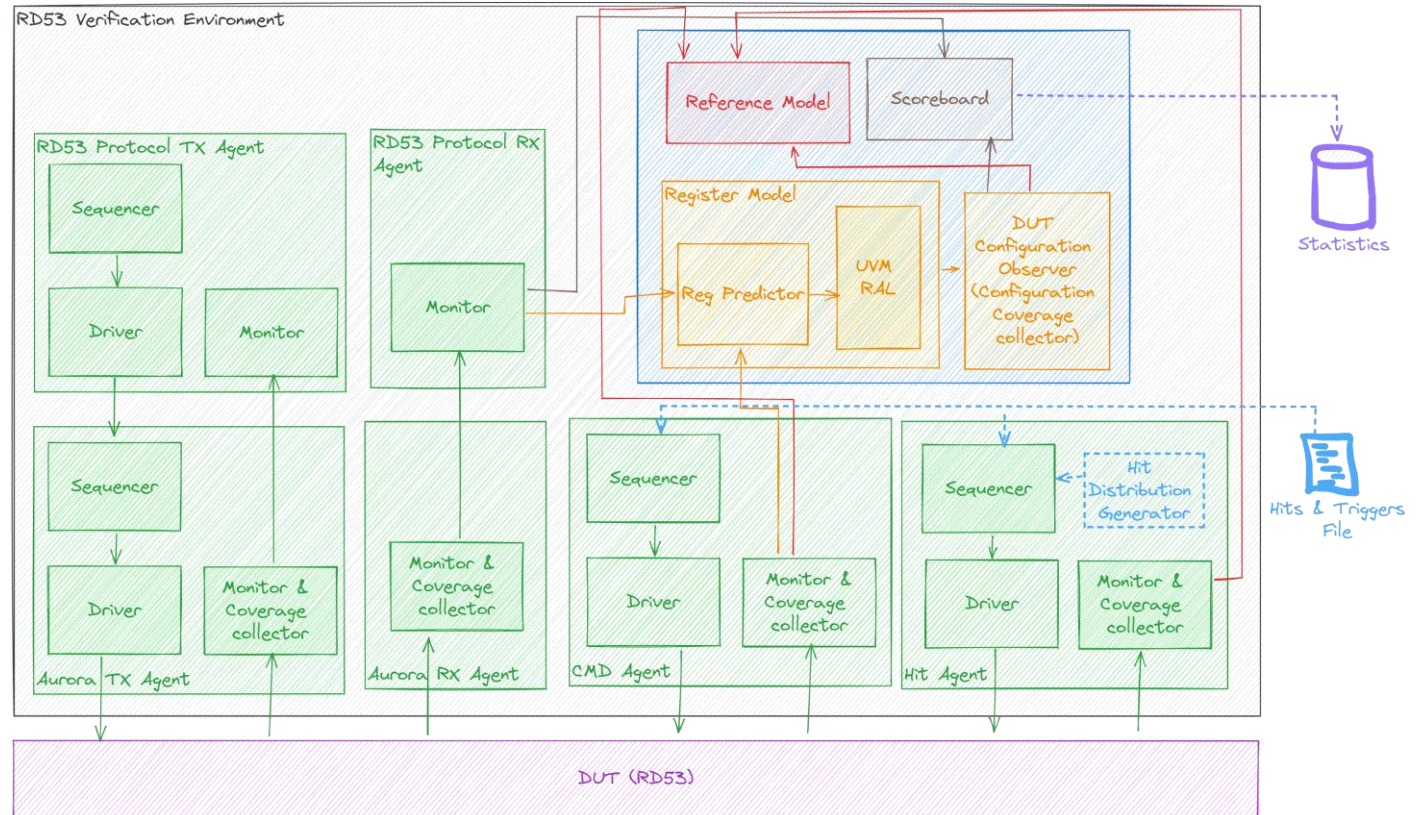 RD53 Verification Environment
Reference Model
Scoreboard
RD53 Protocol TX Agent
Sequencer
Driver
Monitor
RD53 Protocol RX
Agent
Monitor
Register Model
Reg Predictor
UVM
RAL
DUT
Configuration
Observer
(Configuration
Coverage
collector)
Statistics
Sequencer
Driver
Monitor &
Coverage
collector
Aurora TX Agent
Monitor &
Coverage
collector
Aurora RX Agent
Sequencer
Driver
Monitor &
Coverage
collector
CMD Agent
Sequencer
Hit
Distribution
Generator
Driver
Monitor &
Coverage
collector
Hit Agent
Hits & Triggers
File
DUT (RD53)